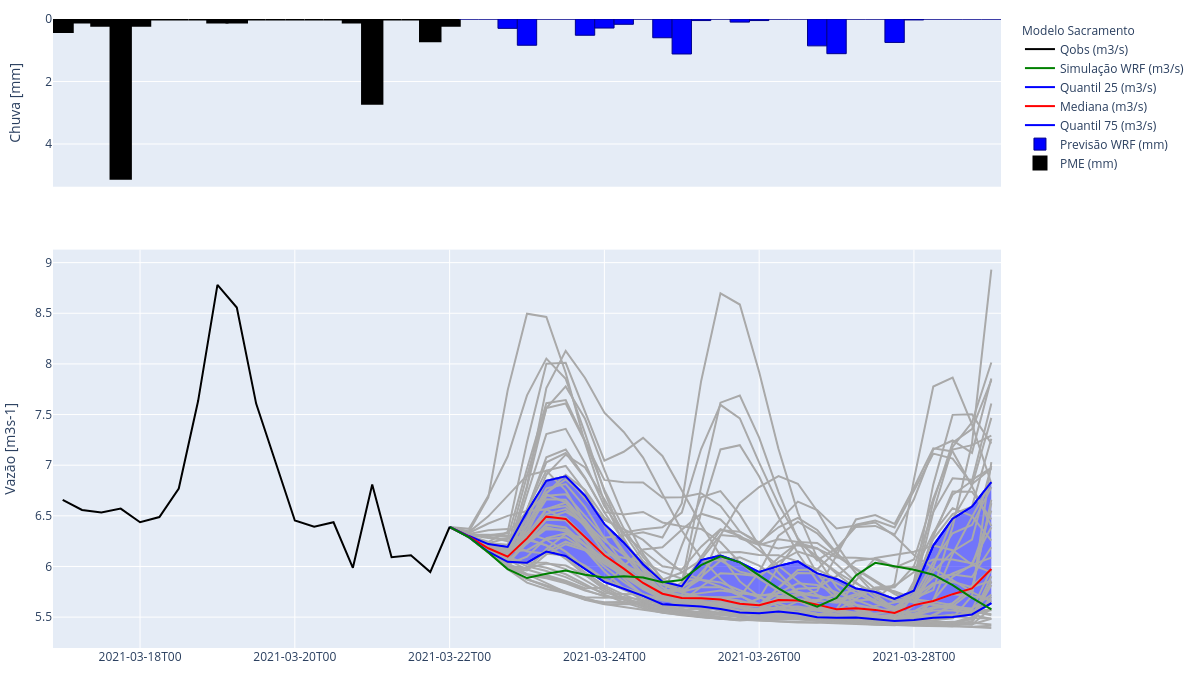 0
2
4
Chuva [mm]
Modelo Sacramento
Qobs (m3/s)
Simulação WRF (m3/s)
Quantil 25 (m3/s)
Mediana (m3/s)
Quantil 75 (m3/s)
Previsão WRF (mm)
PME (mm)
9
8.5
8
7.5
7
6.5
6
5.5
Vazão [m3s-1]
2021-03-18T00
2021-03-20T00
2021-03-22T00
2021-03-24T00
2021-03-26T00
2021-03-28T00